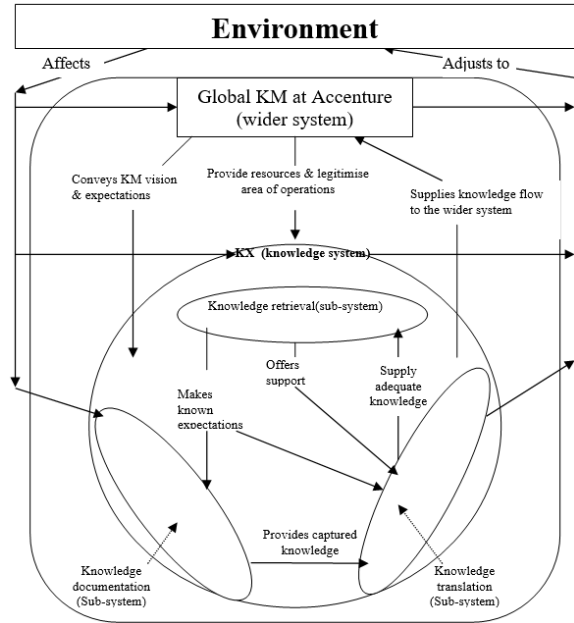 Environment
Affects
Adjusts to
Global KM at Accenture
(wider system)
Conveys KM vision
& expectations
Provide resources & legitimise
area of operations
Supplies knowledge flow
to the wider system
KX (knowledge system)
Knowledge retrieval(sub-system)
Makes
known
expectations
Offers
support
Supply
adequate
knowledge
Provides captured
knowledge
Knowledge
documentation
(Sub-system)
Knowledge
translation
(Sub-system)